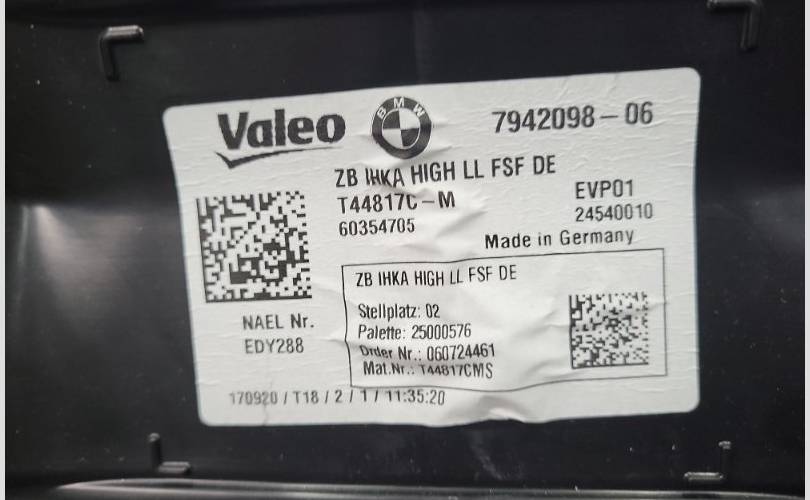 Valeo BMW 7942098-06
ZB IHKA HIGH LL FSF DE
T44817C-M EVP01
60354705 24540010
Made in Germany
ZB IHKA HIGH LL FSF DE
Stellplatz: 02
Palette: 25000576
Order Nr.: 060724461
Mat.Nr.: T44817CMS
NAEL Nr.
EDY288
170920 / T18 / 2 / 1 / 11:35:20